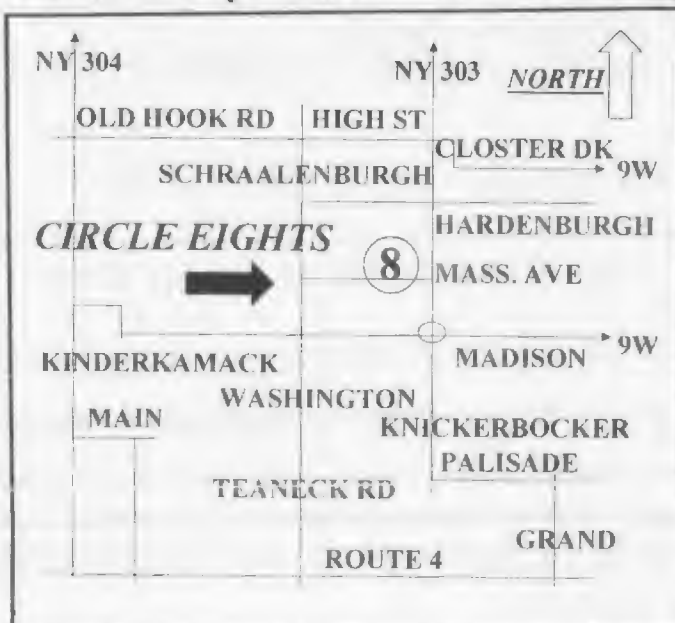 NY 304
NY 303 NORTH
OLD HOOK RD HIGH ST
CLOSTER DK
9W
SCHRAALENBURGH
HARDENBURGH
CIRCLE EIGHTS
8
MASS. AVE
9W
KINDERKAMACK
MADISON
WASHINGTON
MAIN
KNICKERBOCKER
PALISADE
TEANECK RD
GRAND
ROUTE 4